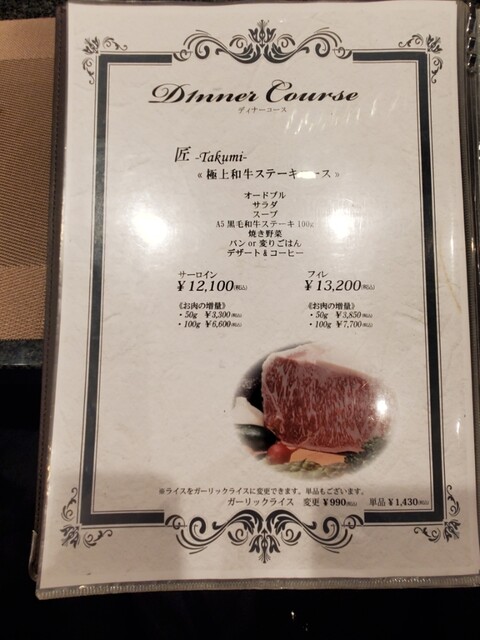 Dinner Course
ディナーコース
匠 -Takumi-
« 極上和牛ステーキコース »
オードブル
サラダ
スープ
A5黒毛和牛ステーキ100g
焼き野菜
パン or 変りごはん
デザート & コーヒー
サーロイン
¥12,100(税込)
《お肉の増量》
・50g ¥3,300(税込)
・100g ¥6,600(税込)
フィレ
¥13,200(税込)
《お肉の増量》
・50g ¥3,850(税込)
・100g ¥7,700(税込)
※ライスをガーリックライスに変更できます。単品もございます。
ガーリックライス 変更 ¥990(税込) 単品 ¥1,430(税込)